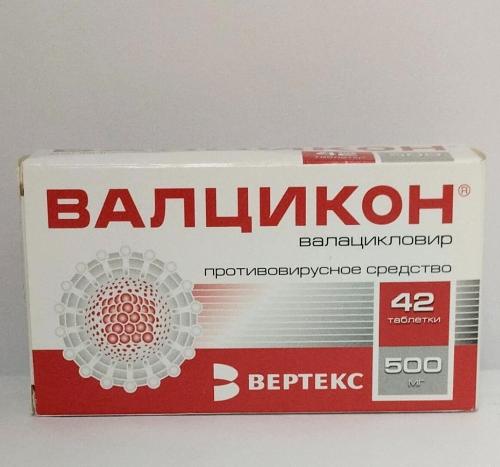 ВАЛЦИКОН®
валацикловир
противовирусное средство
42
таблетки
500
мг
ВЕРТЕКС